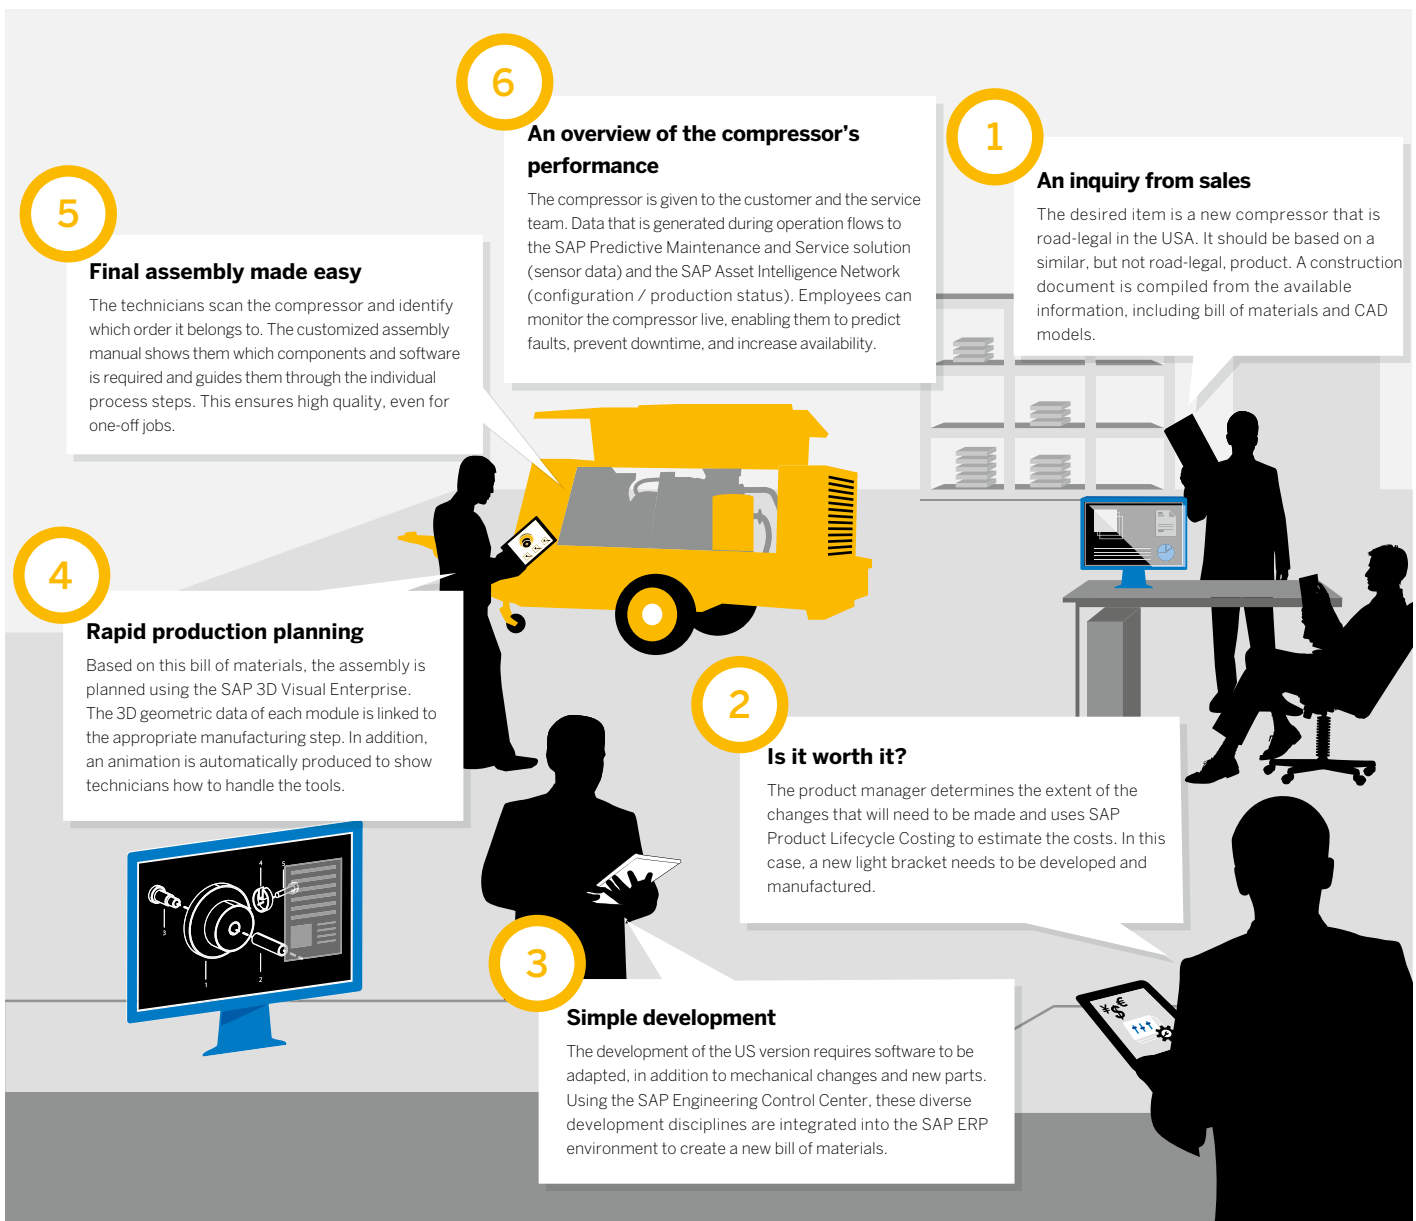 1
An inquiry from sales
The desired item is a new compressor that is
road-legal in the USA. It should be based on a
similar, but not road-legal, product. A construction
document is compiled from the available
information, including bill of materials and CAD
models.
2
Is it worth it?
The product manager determines the extent of the
changes that will need to be made and uses SAP
Product Lifecycle Costing to estimate the costs. In this
case, a new light bracket needs to be developed and
manufactured.
¥ $ €
3
Simple development
The development of the US version requires software to be
adapted, in addition to mechanical changes and new parts.
Using the SAP Engineering Control Center, these diverse
development disciplines are integrated into the SAP ERP
environment to create a new bill of materials.
4
Rapid production planning
Based on this bill of materials, the assembly is
planned using the SAP 3D Visual Enterprise.
The 3D geometric data of each module is linked to
the appropriate manufacturing step. In addition,
an animation is automatically produced to show
technicians how to handle the tools.
4 5
3
1 2
5
Final assembly made easy
The technicians scan the compressor and identify
which order it belongs to. The customized assembly
manual shows them which components and software
is required and guides them through the individual
process steps. This ensures high quality, even for
one-off jobs.
6
An overview of the compressor's
performance
The compressor is given to the customer and the service
team. Data that is generated during operation flows to
the SAP Predictive Maintenance and Service solution
(sensor data) and the SAP Asset Intelligence Network
(configuration / production status). Employees can
monitor the compressor live, enabling them to predict
faults, prevent downtime, and increase availability.